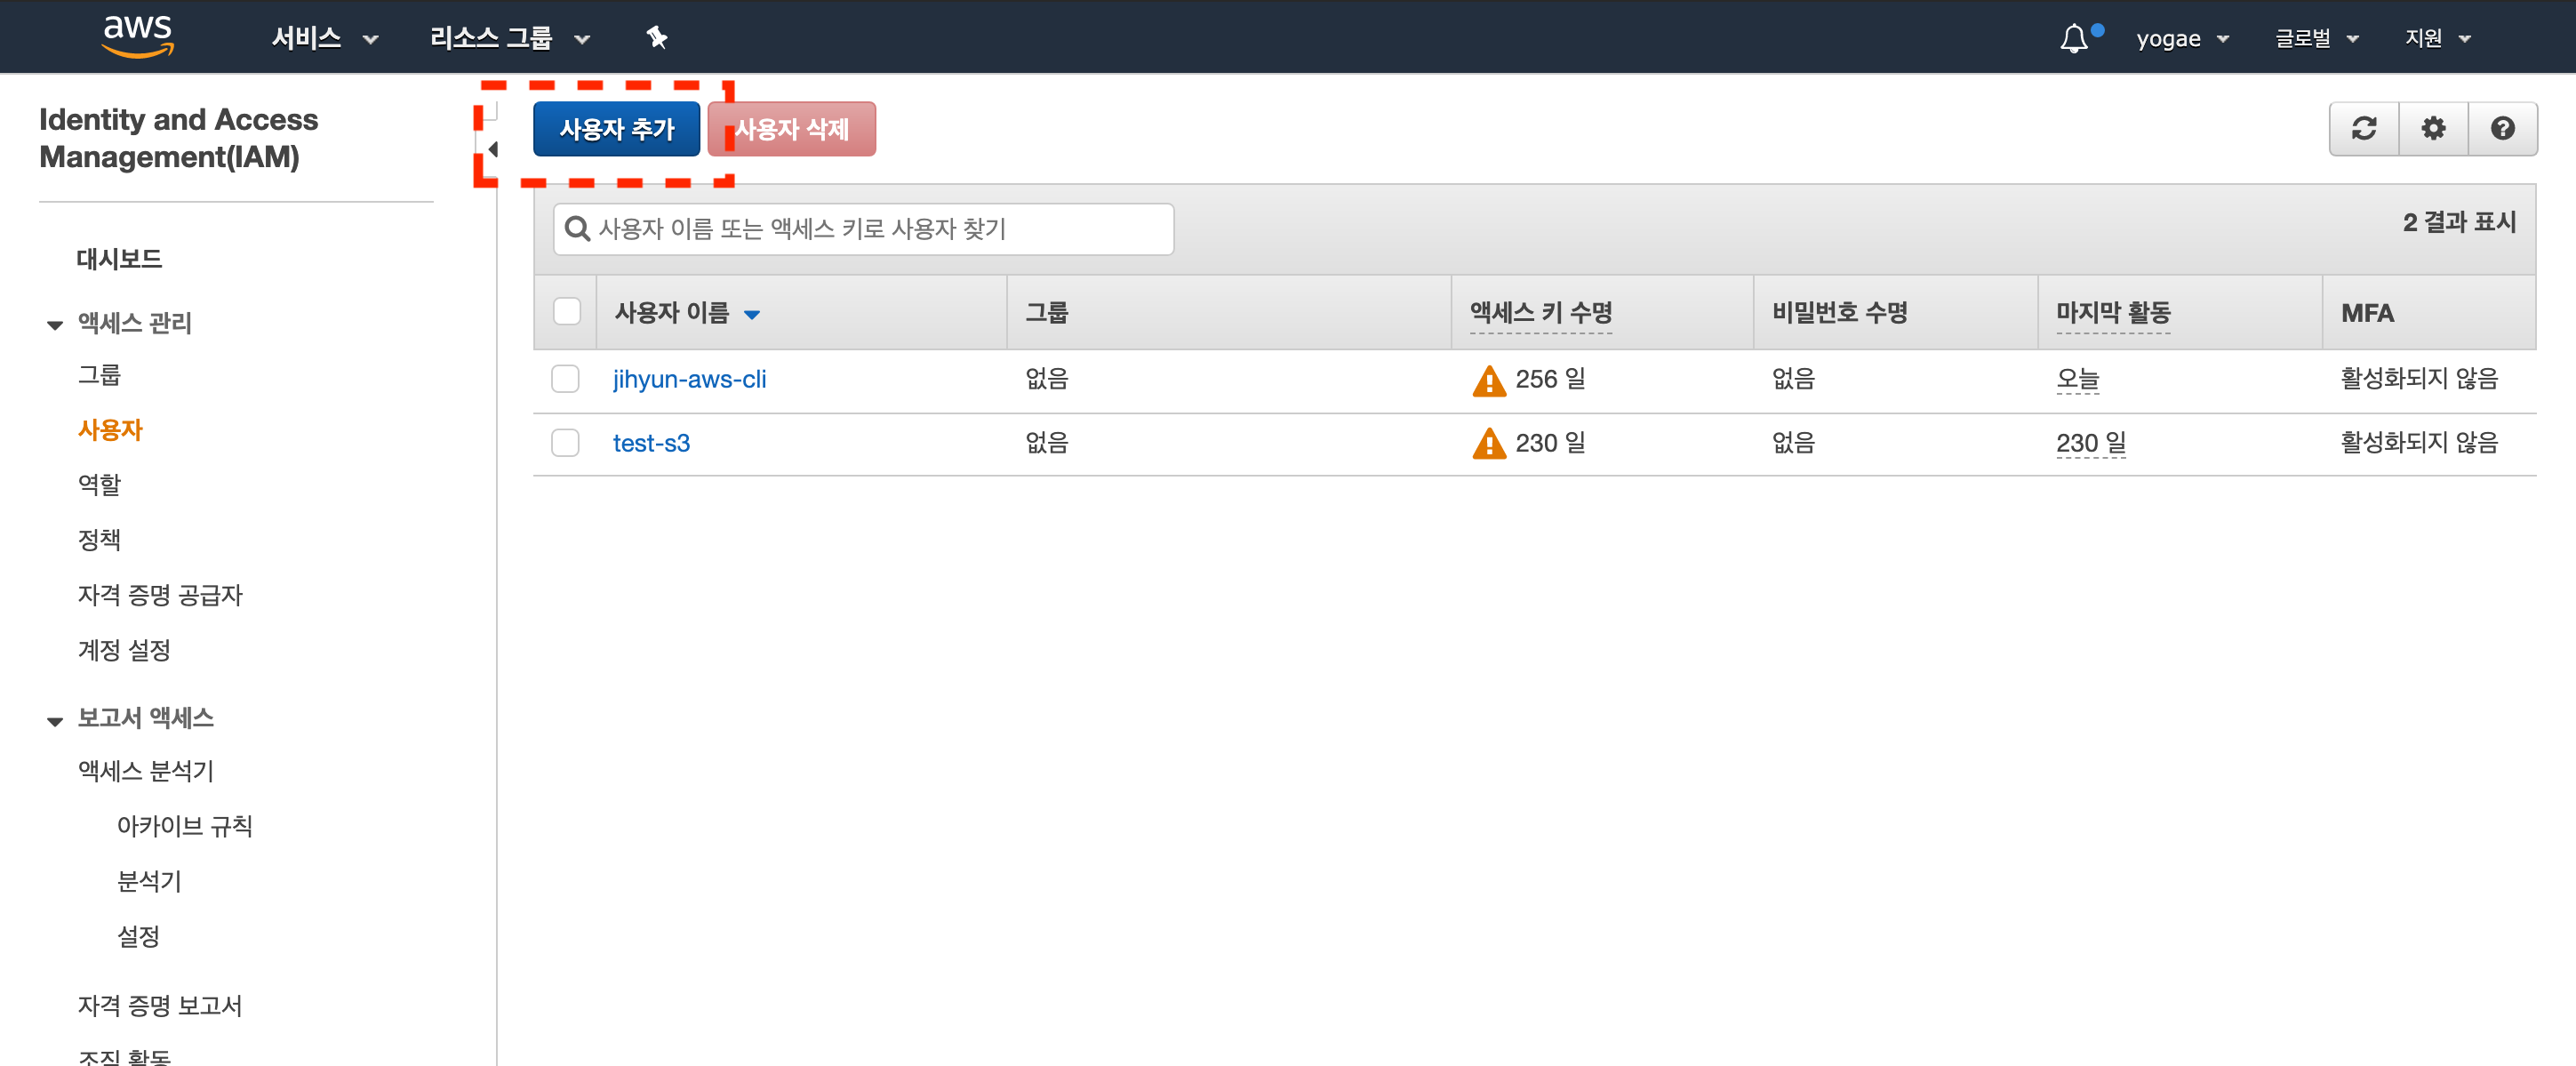 aws 서비스 리소스 그룹 yogae 글로벌 지원
Identity and Access
Management(IAM)
대시보드
액세스 관리
그룹
사용자
역할
정책
자격 증명 공급자
계정 설정
보고서 액세스
액세스 분석기
아카이브 규칙
분석기
설정
자격 증명 보고서
조직 활동
사용자 추가 사용자 삭제
사용자 이름 또는 액세스 키로 사용자 찾기 2 결과 표시
사용자 이름 그룹 액세스 키 수명 비밀번호 수명 마지막 활동 MFA
jihyun-aws-cli 없음 256 일 없음 오늘 활성화되지 않음
test-s3 없음 230 일 없음 230 일 활성화되지 않음